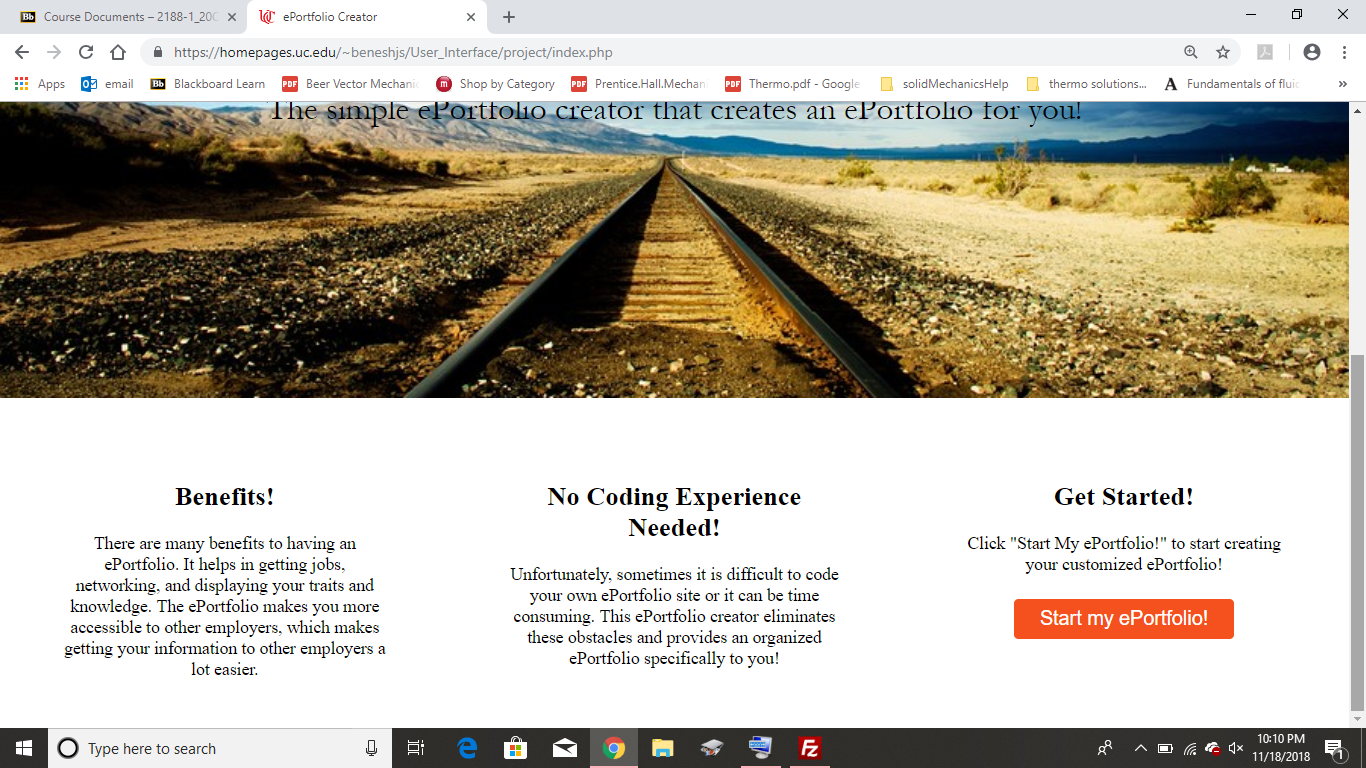 Course Documents – 2188-1_20
ePortfolio Creator
https://homepages.uc.edu/~beneshjs/User_Interface/project/index.php
Apps
email
Bb
Blackboard Learn
PDF
Beer Vector Mechanic
m
Shop by Category
PDF
Prentice.Hall.Mechan
PDF
Thermo.pdf - Google
solidMechanicsHelp
thermo solutions...
A
Fundamentals of fluid
The simple ePortfolio creator that creates an ePortfolio for you!
Benefits!
There are many benefits to having an
ePortfolio. It helps in getting jobs,
networking, and displaying your traits and
knowledge. The ePortfolio makes you more
accessible to other employers, which makes
getting your information to other employers a
lot easier.
No Coding Experience
Needed!
Unfortunately, sometimes it is difficult to code
your own ePortfolio site or it can be time
consuming. This ePortfolio creator eliminates
these obstacles and provides an organized
ePortfolio specifically to you!
Get Started!
Click "Start My ePortfolio!" to start creating
your customized ePortfolio!
Start my ePortfolio!
Type here to search
10:10 PM
11/18/2018
1